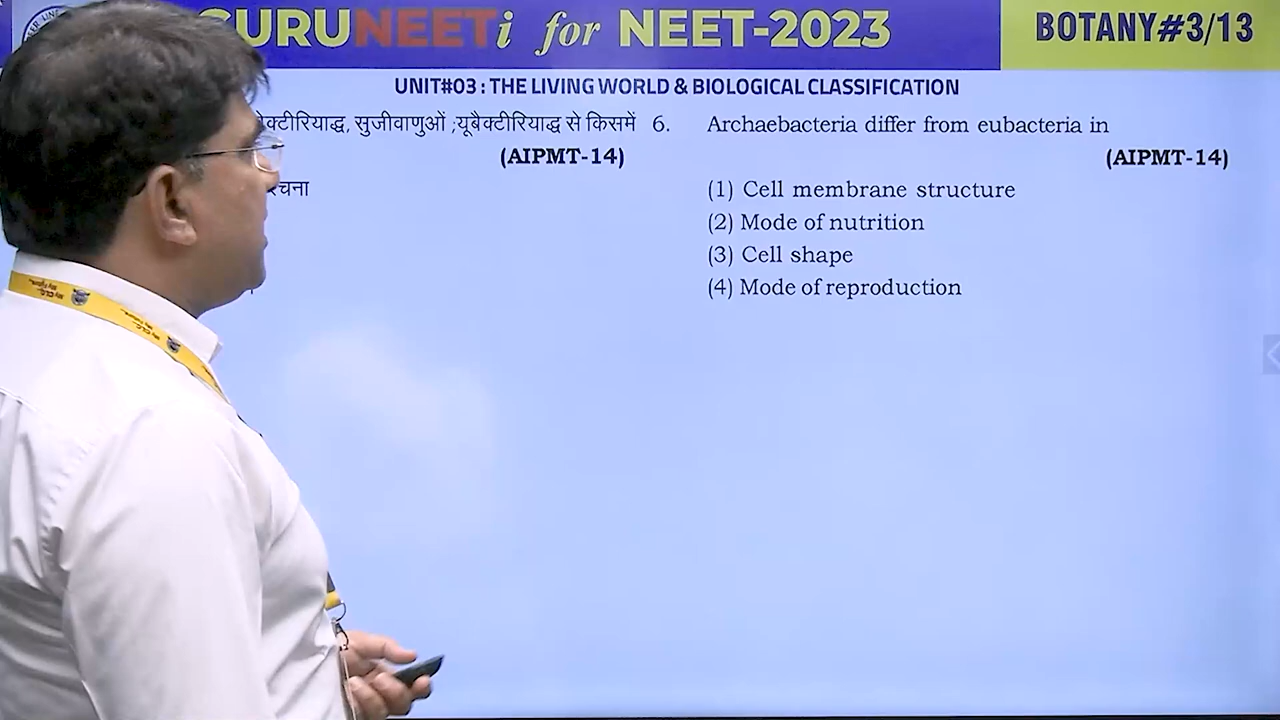 GURUNEETi for NEET-2023
BOTANY#3/13
UNIT#03 : THE LIVING WORLD & BIOLOGICAL CLASSIFICATION
सुजीवाणुओं ;यूबैक्टीरियाद्ध से किसमें
(AIPMT-14)
6. Archaebacteria differ from eubacteria in
(AIPMT-14)
(1) Cell membrane structure
(2) Mode of nutrition
(3) Cell shape
(4) Mode of reproduction